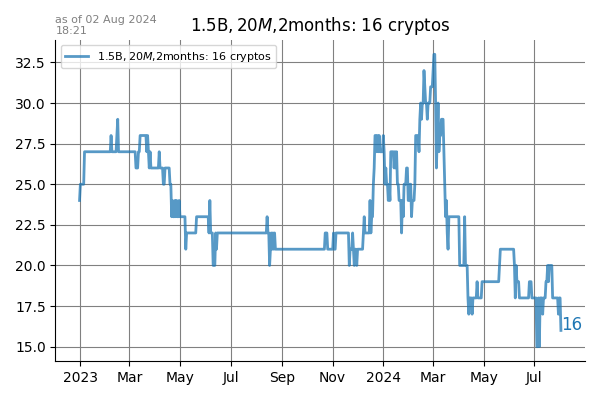 as of 02 Aug 2024
18:21
1.5B, 20M,2months: 16 cryptos
1.5B, 20M,2months: 16 cryptos
32.5
30.0
27.5
25.0
22.5
20.0
17.5
15.0
16
2023 Mar May Jul Sep Nov 2024 Mar May Jul